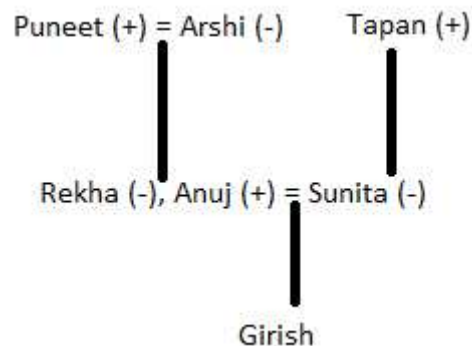 Puneet (+) = Arshi (-) Tapan (+)
Rekha (-), Anuj (+) = Sunita (-)
Girish